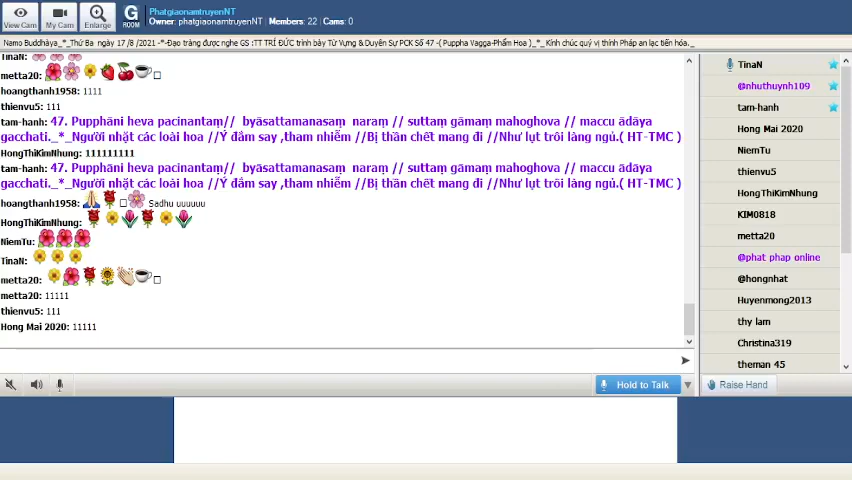 View Cam
My Cam
Enlarge
G
ROOM
PhatgiaonamtruyenNT
Owner: phatgiaonamtruyenNT | Members: 22 | Cams: 0
Namo Buddhàya_*_Thứ Ba ngày 17 /8 /2021 -*-Đạo tràng được nghe GS :TT TRÍ ĐỨC trình bày Từ Vựng & Duyên Sự PCK Số 47 -( Puppha Vagga-Phẩm Hoa )_*_ Kính chúc quý vị thính Pháp an lạc tiến hóa._
TinaN:
metta20:
hoangthanh1958: 1111
thienvu5: 111
tam-hanh: 47. Pupphāni heva pacinantaṃ// byāsattamanasaṃ naraṃ // suttaṃ gāmaṃ mahoghova // maccu ādāya
gacchati._*_Người nhặt các loài hoa //Ý đắm say ,tham nhiễm //Bị thần chết mang đi //Như lụt trôi làng ngủ.( HT-TMC )
HongThiKimNhung: 111111111
tam-hanh: 47. Pupphāni heva pacinantaṃ// byāsattamanasaṃ naraṃ // suttaṃ gāmaṃ mahoghova // maccu ādāya
gacchati._*_Người nhặt các loài hoa //Ý đắm say ,tham nhiễm //Bị thần chết mang đi //Như lụt trôi làng ngủ.( HT-TMC )
hoangthanh1958: Sadhu uuuuuu
HongThiKimNhung:
NiemTu:
TinaN:
metta20:
metta20: 11111
thienvu5: 111
Hong Mai 2020: 11111
Hold to Talk
Raise Hand
TinaN
@nhuthuynh109
tam-hanh
Hong Mai 2020
NiemTu
thienvu5
HongThiKimNhung
KIM0818
metta20
@phat phap online
@hongnhat
Huyenmong2013
thy lam
Christina319
theman 45